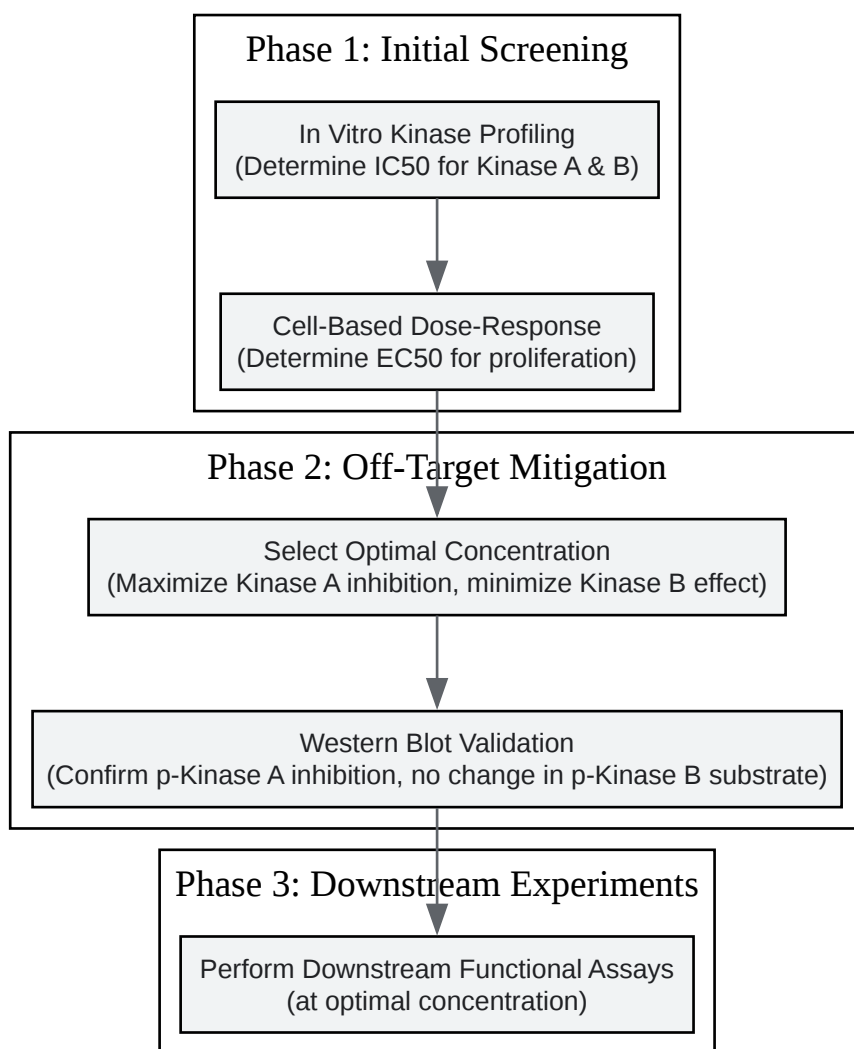 Phase 1: Initial Screening
In Vitro Kinase Profiling
(Determine IC50 for Kinase A & B)
Cell-Based Dose-Response
(Determine EC50 for proliferation)
Phase 2: Off-Target Mitigation
Select Optimal Concentration
(Maximize Kinase A inhibition, minimize Kinase B effect)
Western Blot Validation
(Confirm p-Kinase A inhibition, no change in p-Kinase B substrate)
Phase 3: Downstream Experiments
Perform Downstream Functional Assays
(at optimal concentration)